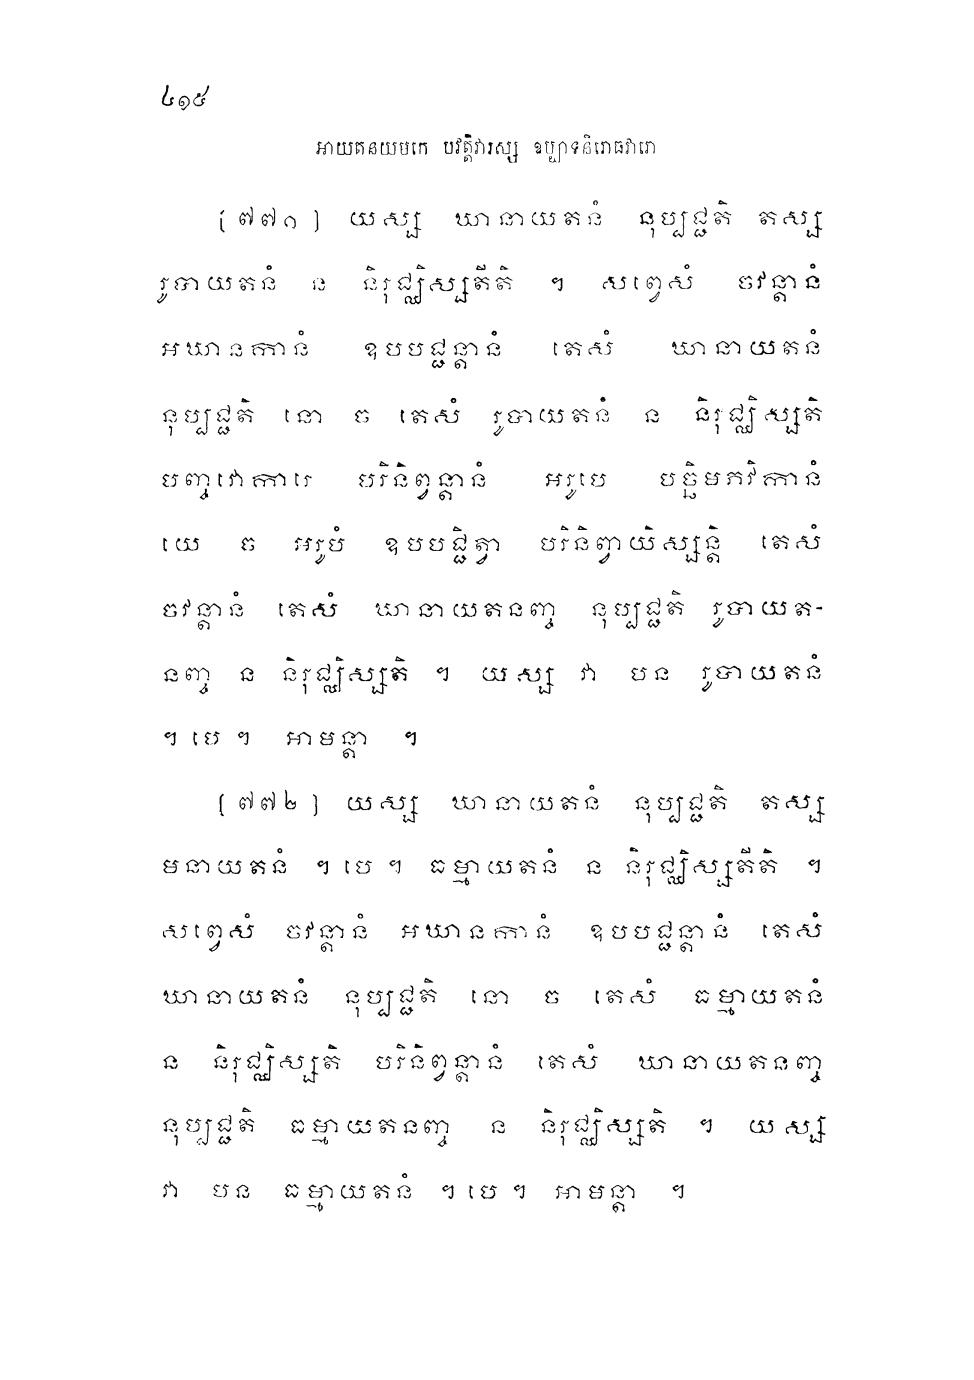 ៤១៥
អាយតនយមកេ បវត្តិវារស្ស ឧប្បាទនិរោធវារោ
[៧៧១] យស្ស ឃានាយតនំ នុប្បជ្ជតិ តស្ស
រូបាយតនំ ន និរុជ្ឈិស្សតីតិ ។ សព្វេសំ ចវន្តានំ
អឃានកានំ ឧបបជ្ជន្តានំ តេសំ ឃានាយតនំ
នុប្បជ្ជតិ នោ ច តេសំ រូបាយតនំ ន និរុជ្ឈិស្សតិ
បញ្ចវោការេ បរិនិព្វន្តានំ អរូបេ បច្ឆិមភវិកានំ
យេ ច អរូបំ ឧបបជ្ជិត្វា បរិនិព្វាយិស្សន្តិ តេសំ
ចវន្តានំ តេសំ ឃានាយតនញ្ច នុប្បជ្ជតិ រូបាយត-
នញ្ច ន និរុជ្ឈិស្សតិ ។ យស្ស វា បន រូបាយតនំ
។ បេ ។ អាមន្តា ។
[៧៧២] យស្ស ឃានាយតនំ នុប្បជ្ជតិ តស្ស
មនាយតនំ ។ បេ ។ ធម្មាយតនំ ន និរុជ្ឈិស្សតីតិ ។
សព្វេសំ ចវន្តានំ អឃានកានំ ឧបបជ្ជន្តានំ តេសំ
ឃានាយតនំ នុប្បជ្ជតិ នោ ច តេសំ ធម្មាយតនំ
ន និរុជ្ឈិស្សតិ បរិនិព្វន្តានំ តេសំ ឃានាយតនញ្ច
នុប្បជ្ជតិ ធម្មាយតនញ្ច ន និរុជ្ឈិស្សតិ ។ យស្ស
វា បន ធម្មាយតនំ ។ បេ ។ អាមន្តា ។